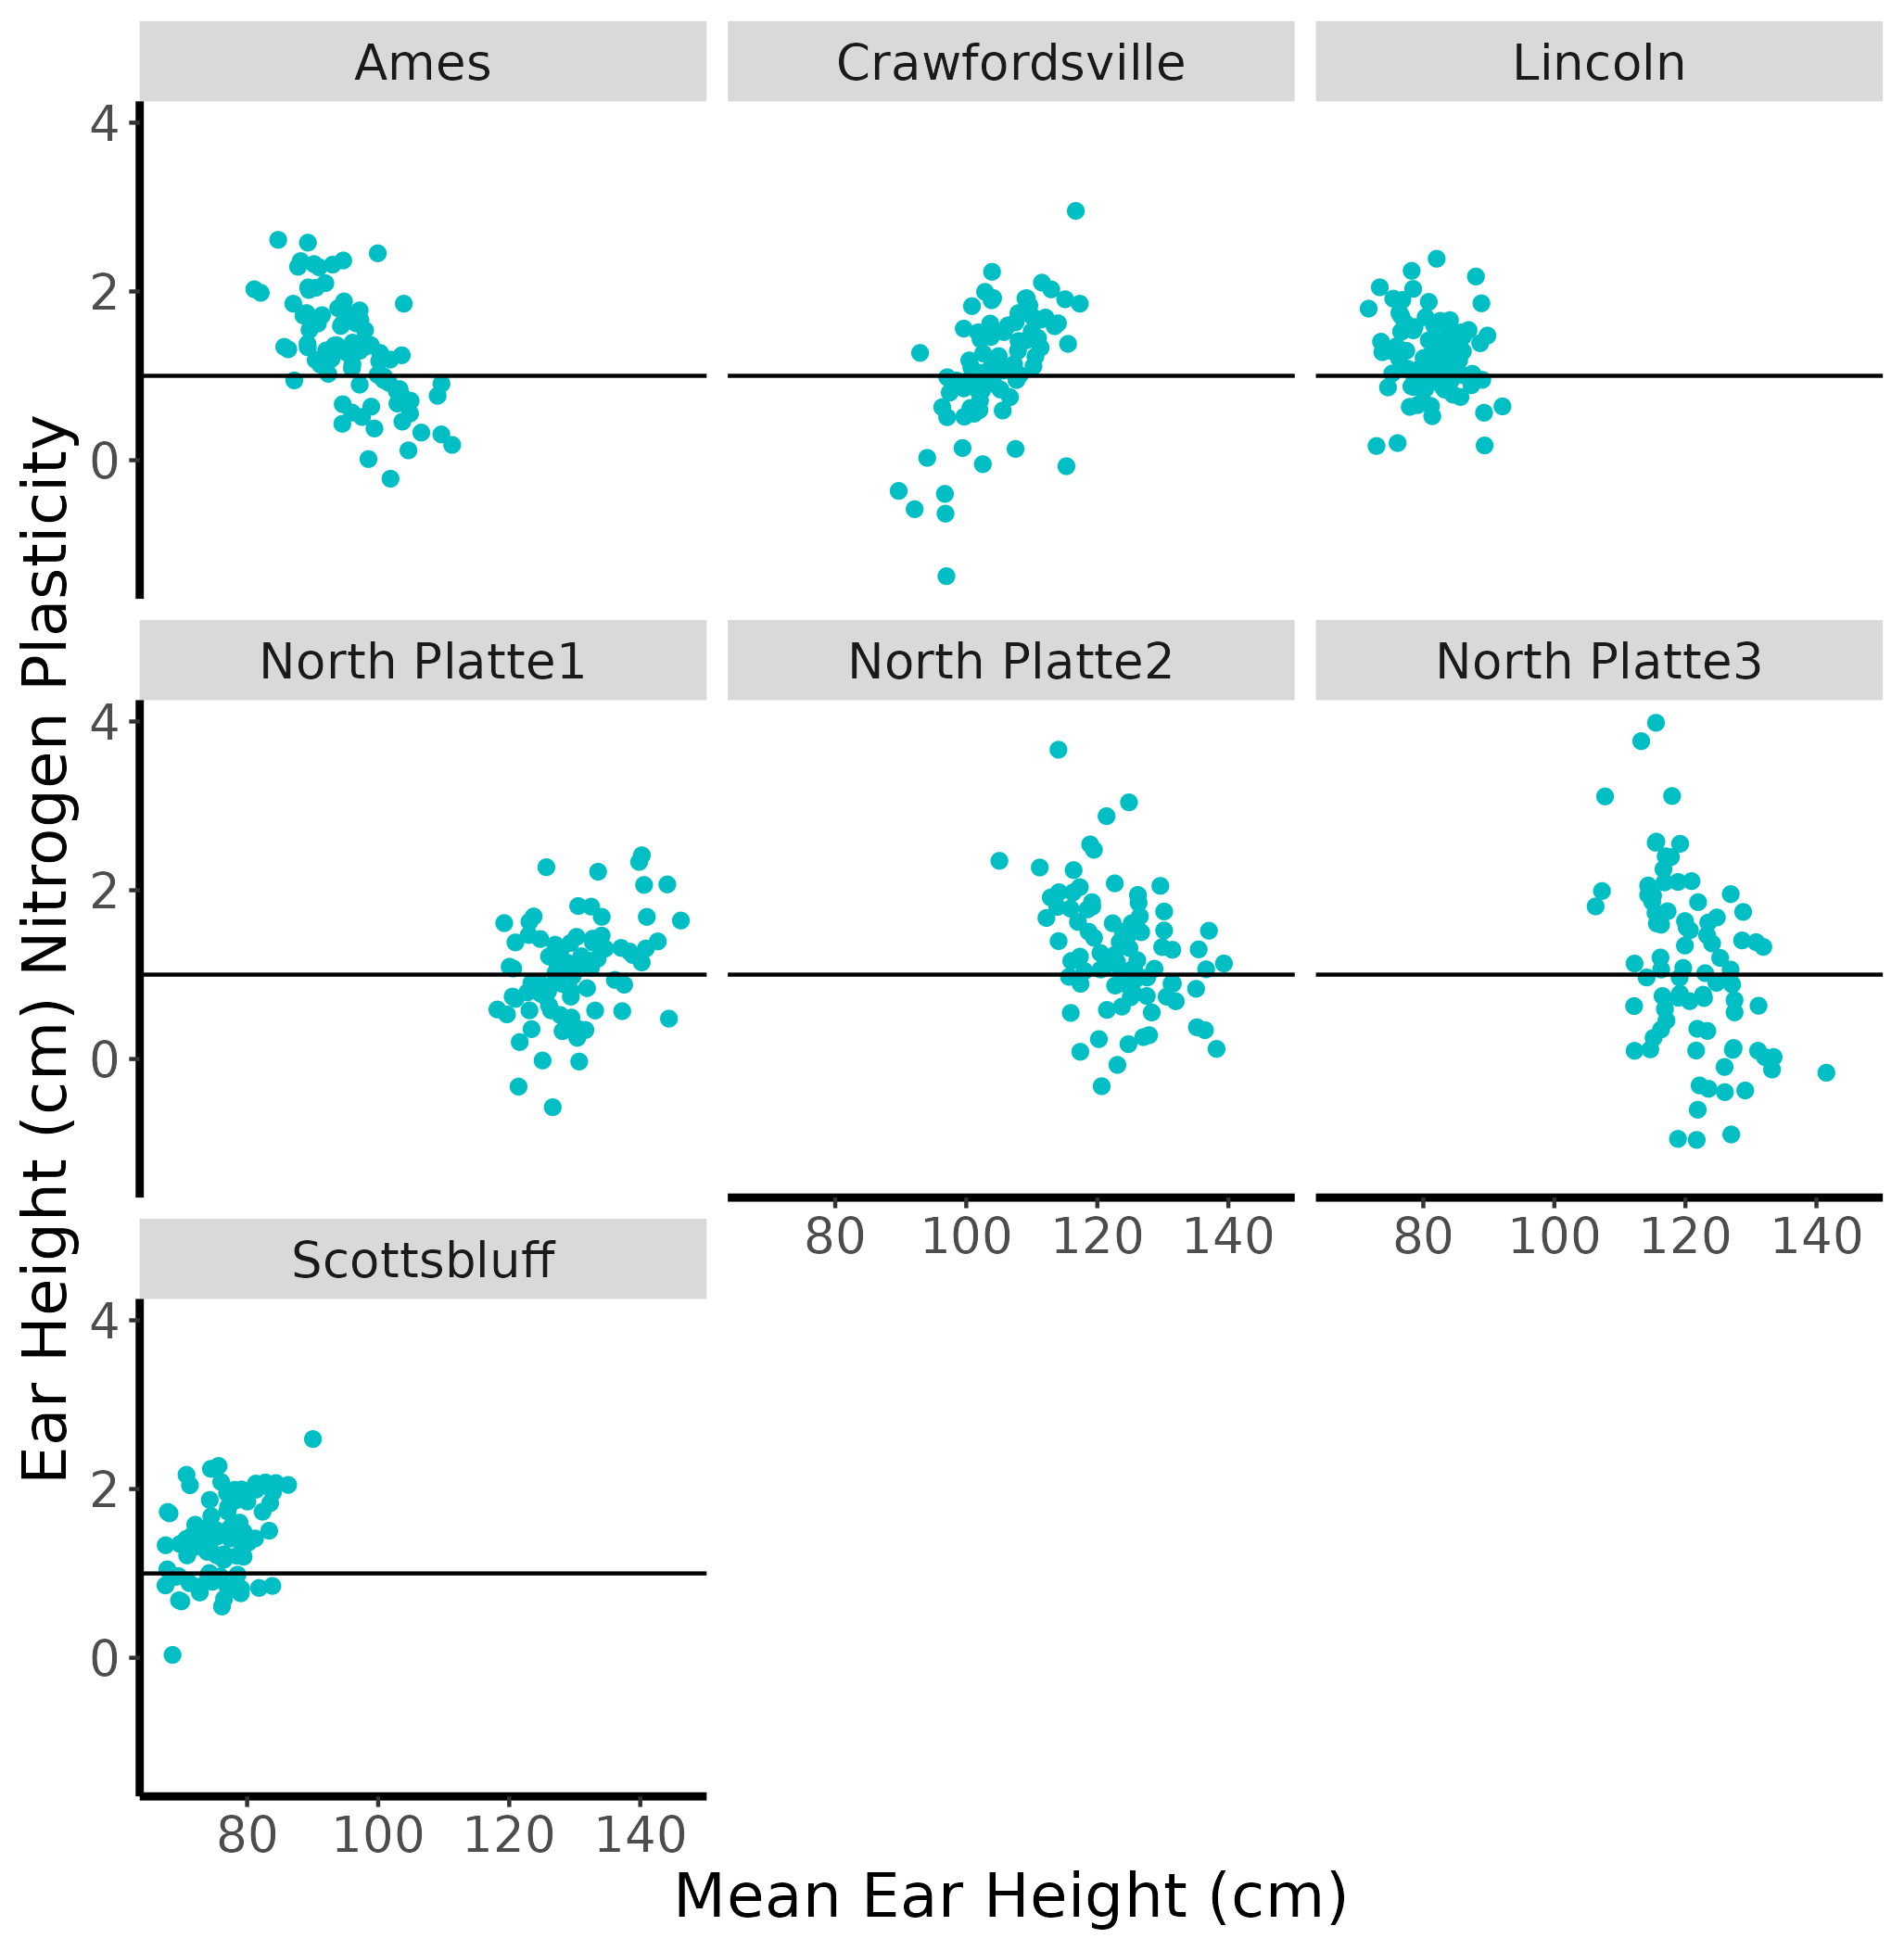 Ames
Crawfordsville
Lincoln
4
2
0
North Platte1
North Platte2
North Platte3
4
2
0
80 100 120 140
80 100 120 140
Scottsbluff
4
2
0
80 100 120 140
Mean Ear Height (cm)
Ear Height (cm) Nitrogen Plasticity